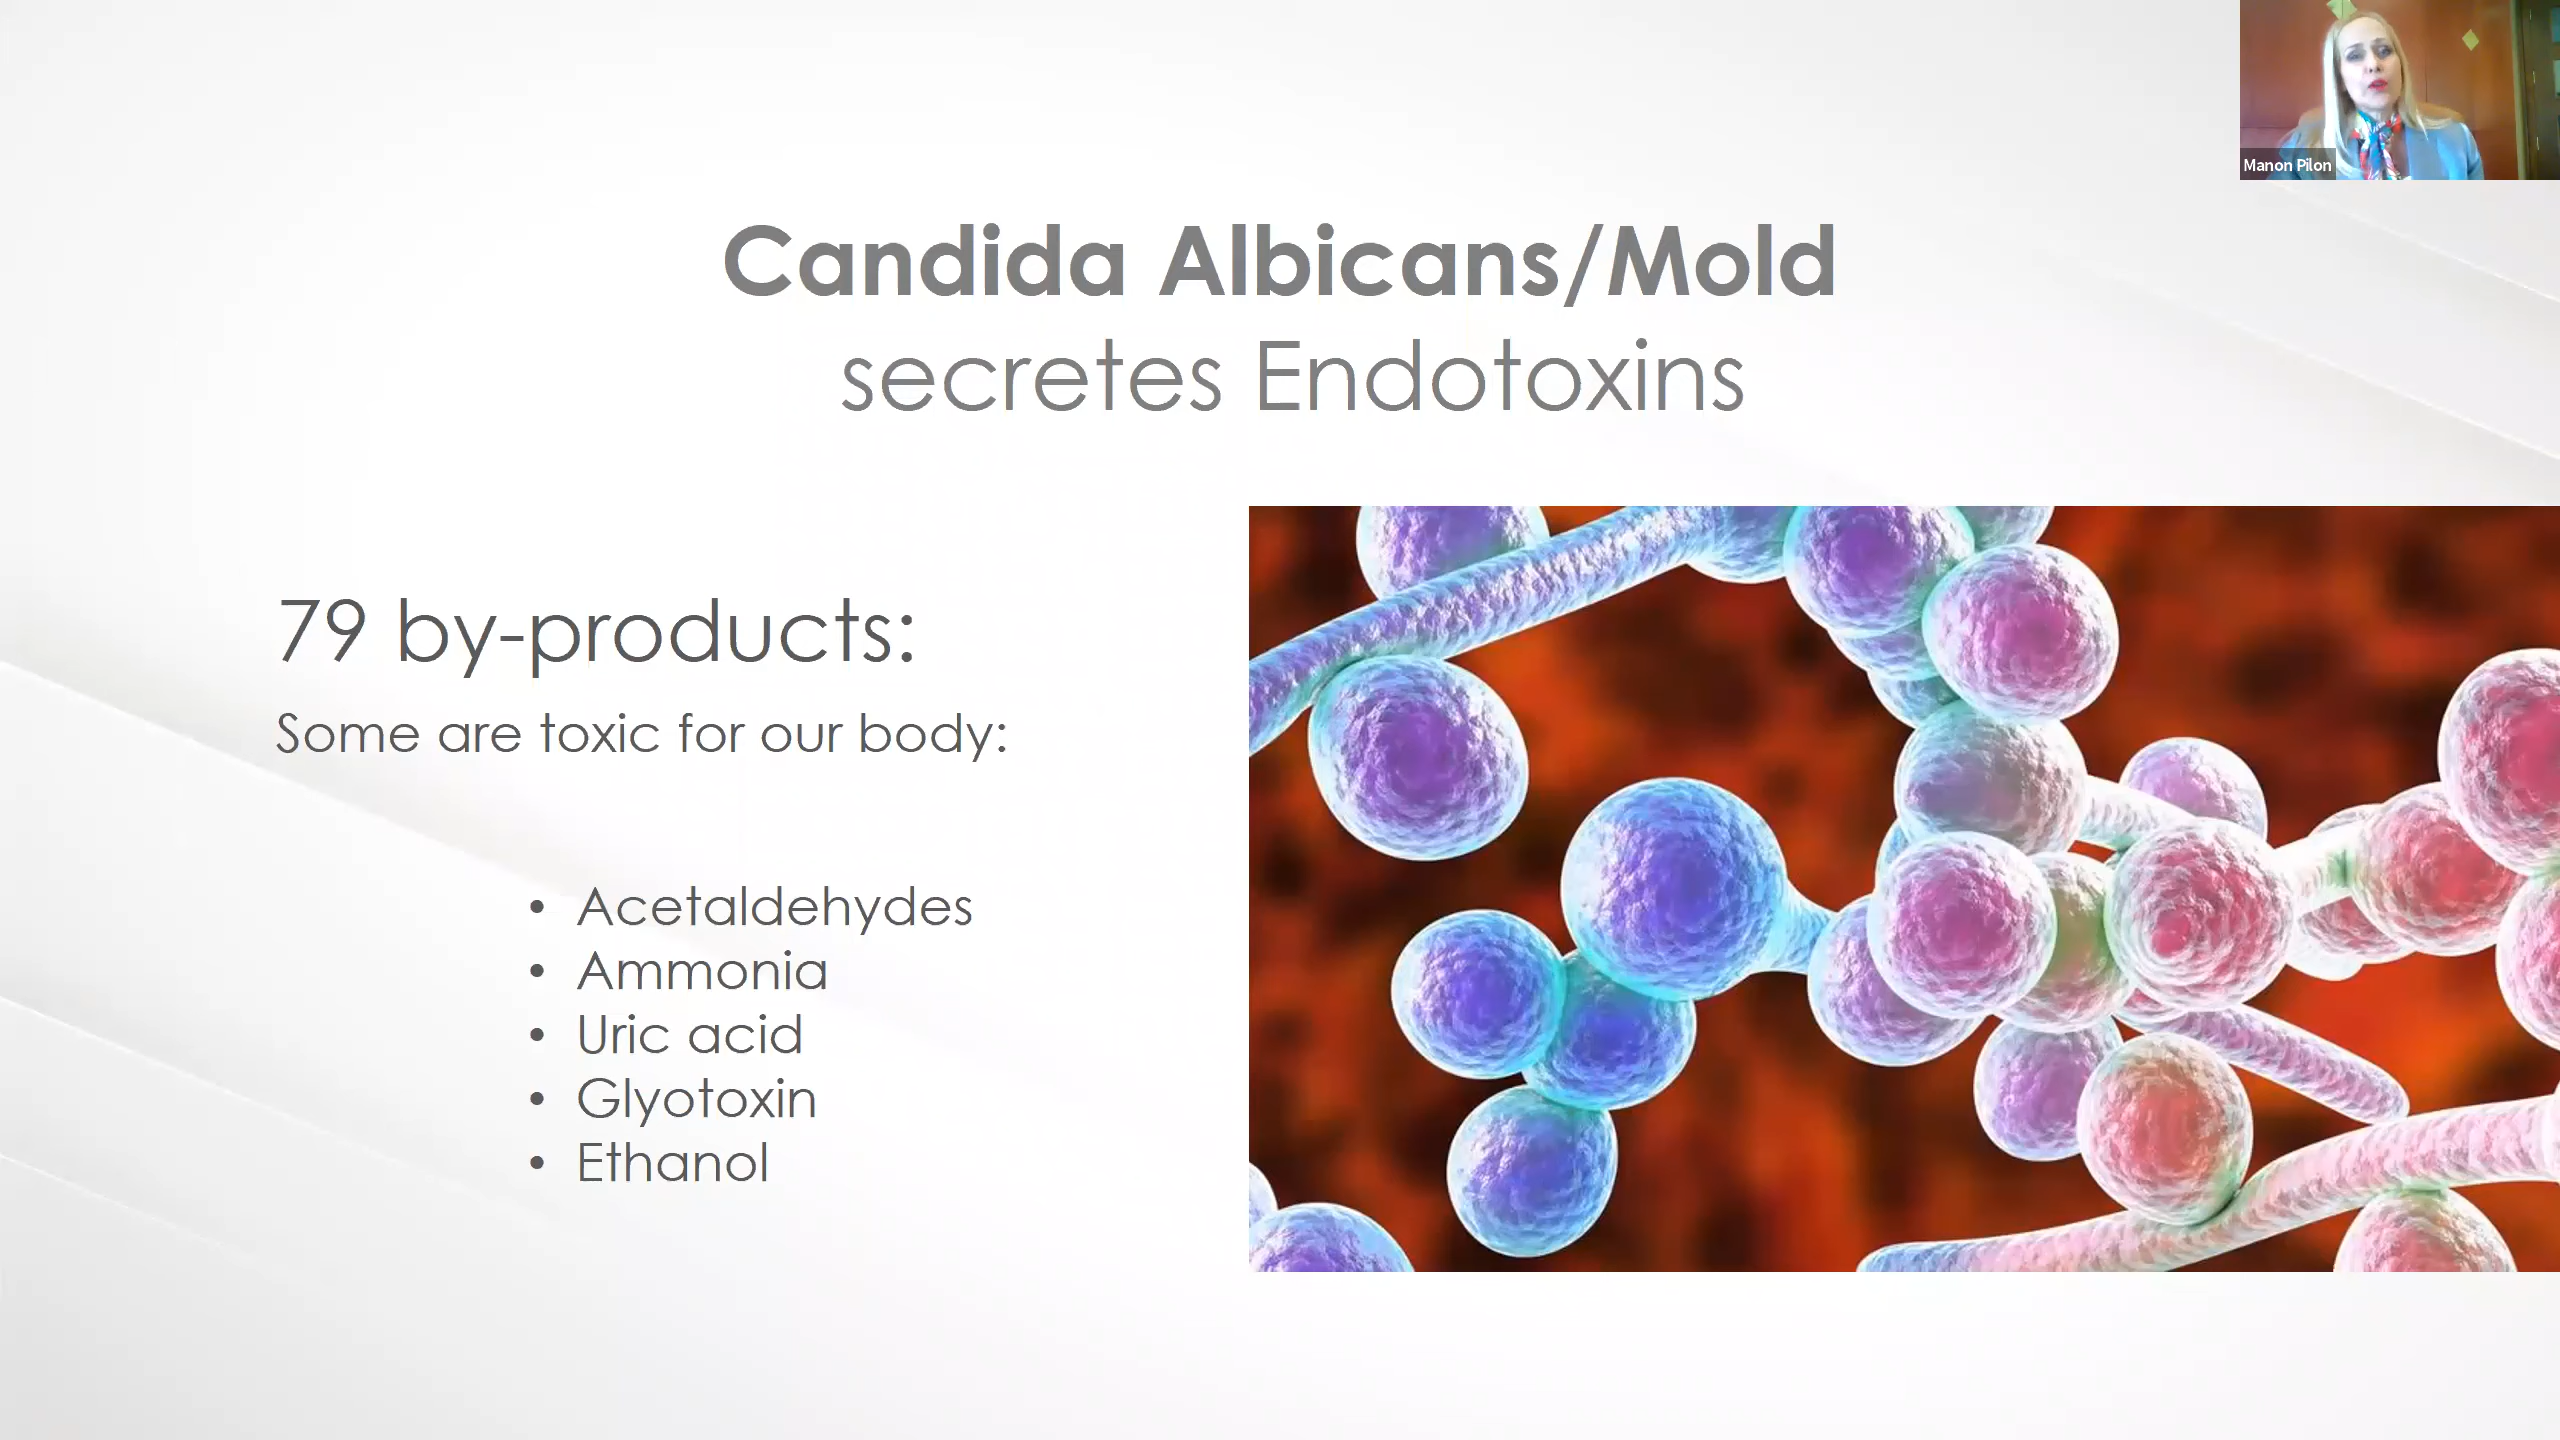 Manon Pilon
Candida Albicans/Mold
secretes Endotoxins
79 by-products:
Some are toxic for our body:
• Acetaldehydes
• Ammonia
• Uric acid
• Glyotoxin
• Ethanol